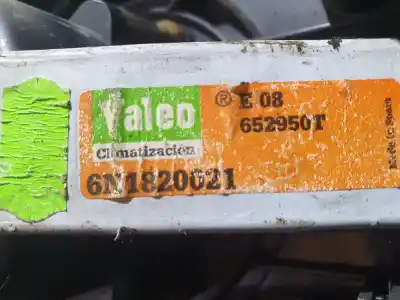 Valeo
Climatización
® E 08
652950T
6N1820021
Made in Spain